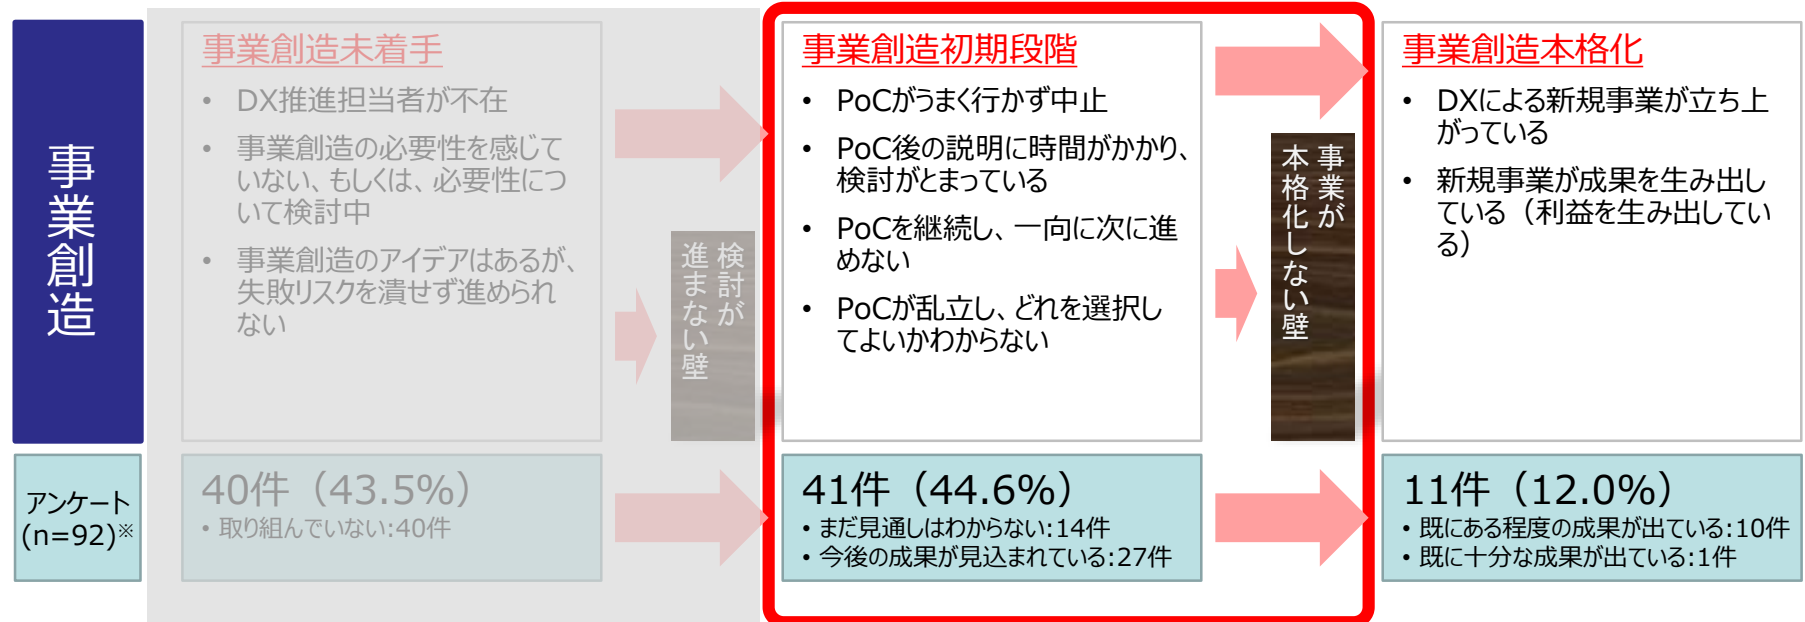 事業創造
事業創造未着手
• DX推進担当者が不在
• 事業創造の必要性を感じて
いない、もしくは、必要性につ
いて検討中
• 事業創造のアイデアはあるが、
失敗リスクを潰せず進められ
ない
検討が
進まない壁
事業創造初期段階
• PoCがうまく行かず中止
• PoC後の説明に時間がかかり、
検討がとまっている
• PoCを継続し、一向に次に進
めない
• PoCが乱立し、どれを選択し
てよいかわからない
事業が
本格化しない壁
事業創造本格化
• DXによる新規事業が立ち上
がっている
• 新規事業が成果を生み出し
ている（利益を生み出してい
る）
アンケート
(n=92)※
40件（43.5%）
• 取り組んでいない:40件
41件（44.6%）
• まだ見通しはわからない:14件
• 今後の成果が見込まれている:27件
11件（12.0%）
• 既にある程度の成果が出ている:10件
• 既に十分な成果が出ている:1件